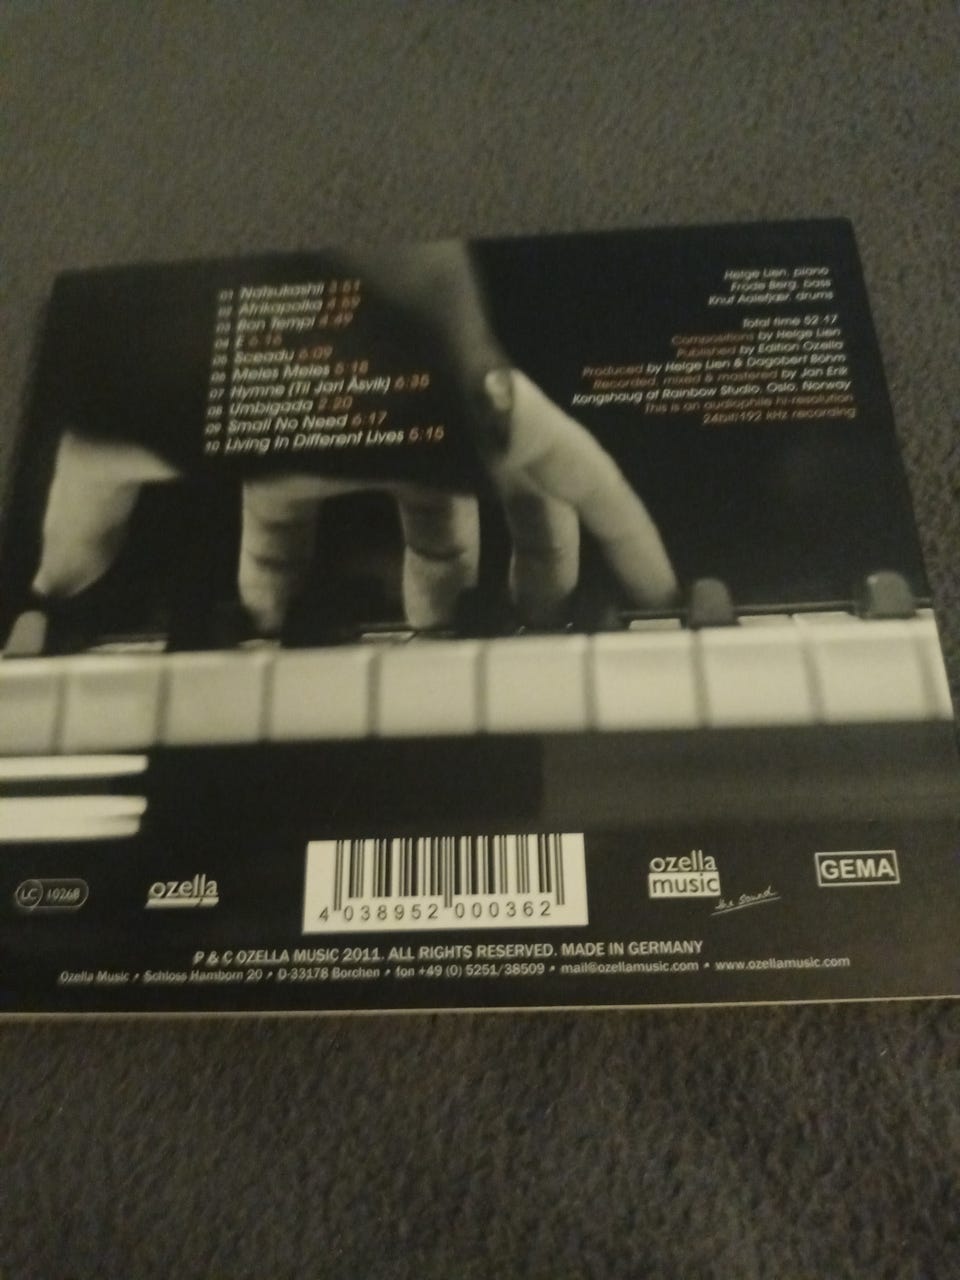 01 Natsukashii 3:51
02 Afrikapolka 4:59
03 Bon Tempi 4:49
04 E 6:16
05 Sceadu 6:09
06 Meles Meles 5:18
07 Hymne (Til Jarl Åsvik) 6:35
08 Umbigada 2:20
09 Small No Need 6:17
10 Living In Different Lives 5:15
Helge Lien, piano
Frode Berg, bass
Knut Aalefjær, drums
Total time 52:17
Compositions by Helge Lien
Published by Edition Ozella
Produced by Helge Lien & Dagobert Böhm
Recorded, mixed & mastered by Jan Erik
Kongshaug at Rainbow Studio, Oslo, Norway
This is an audiophile hi-resolution
24bit/192 kHz recording
LC 10268
ozella
4 038952 000362
ozella
music
the sound
GEMA
P & C OZELLA MUSIC 2011. ALL RIGHTS RESERVED. MADE IN GERMANY
Ozella Music • Schloss Hamborn 20 • D-33178 Borchen • fon +49 (0) 5251/38509 • mail@ozellamusic.com • www.ozellamusic.com